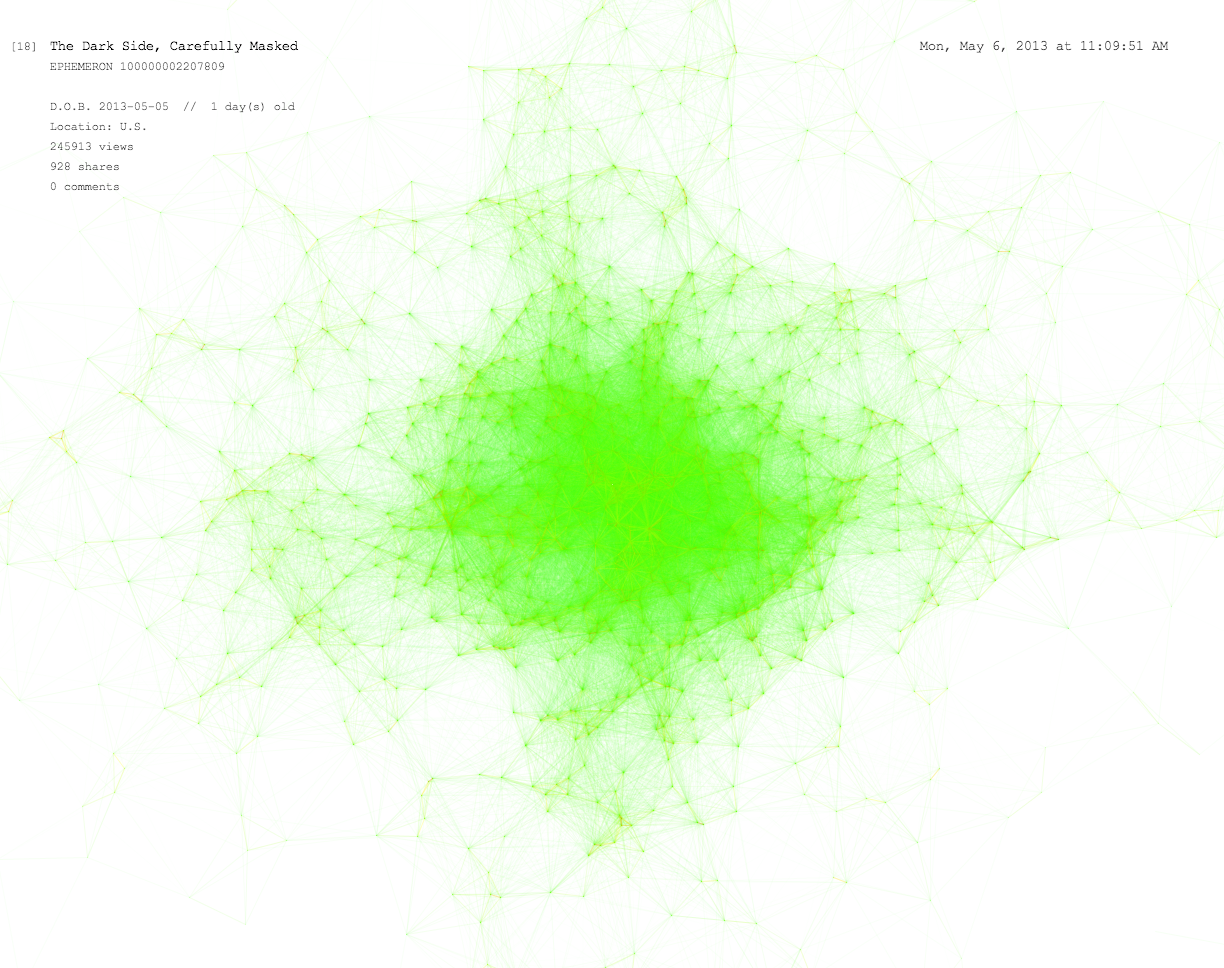 [18] The Dark Side, Carefully Masked
Mon, May 6, 2013 at 11:09:51 AM
EPHEMERON 100000002207809
D.O.B. 2013-05-05 // 1 day(s) old
Location: U.S.
245913 views
928 shares
0 comments